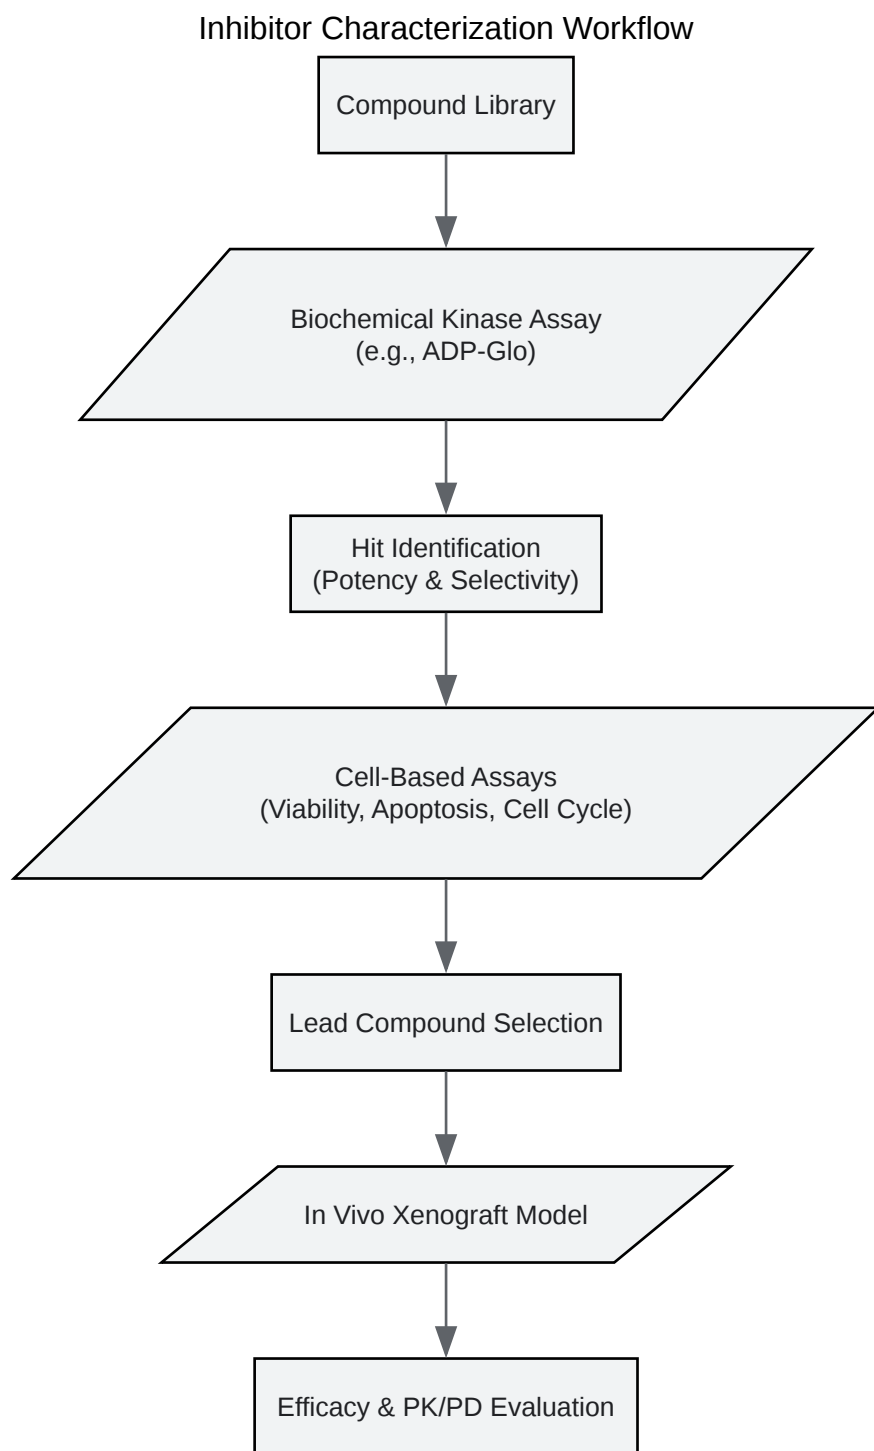 Inhibitor Characterization Workflow
Compound Library
Biochemical Kinase Assay
(e.g., ADP-Glo)
Hit Identification
(Potency & Selectivity)
Cell-Based Assays
(Viability, Apoptosis, Cell Cycle)
Lead Compound Selection
In Vivo Xenograft Model
Efficacy & PK/PD Evaluation